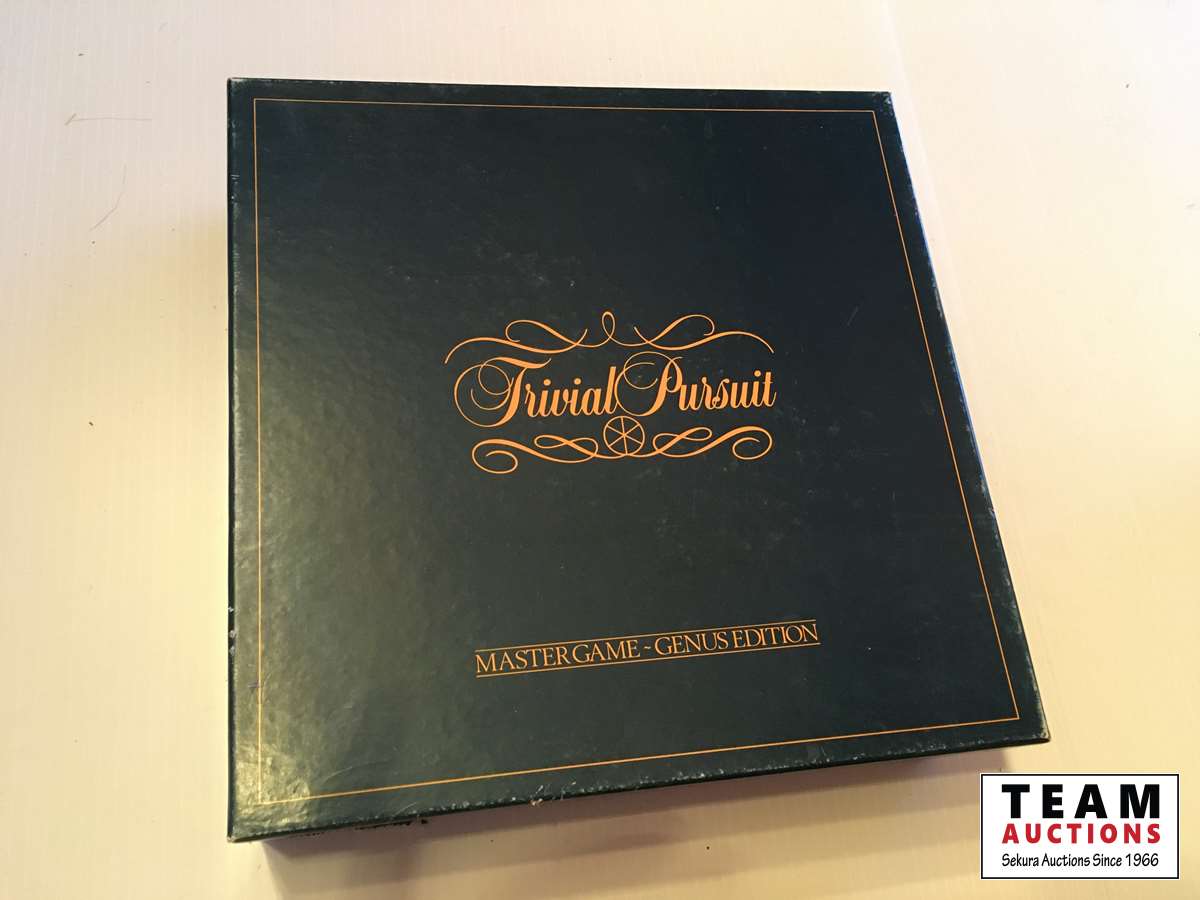 Trivial Pursuit
MASTER GAME ~ GENUS EDITION
TEAM
AUCTIONS
Sekura Auctions Since 1966